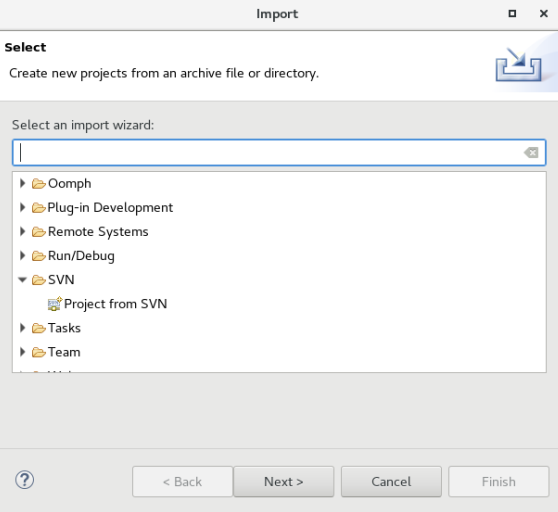 Import
Select
Create new projects from an archive file or directory.
Select an import wizard:
Oomph
Plug-in Development
Remote Systems
Run/Debug
SVN
Project from SVN
Tasks
Team
< Back
Next >
Cancel
Finish